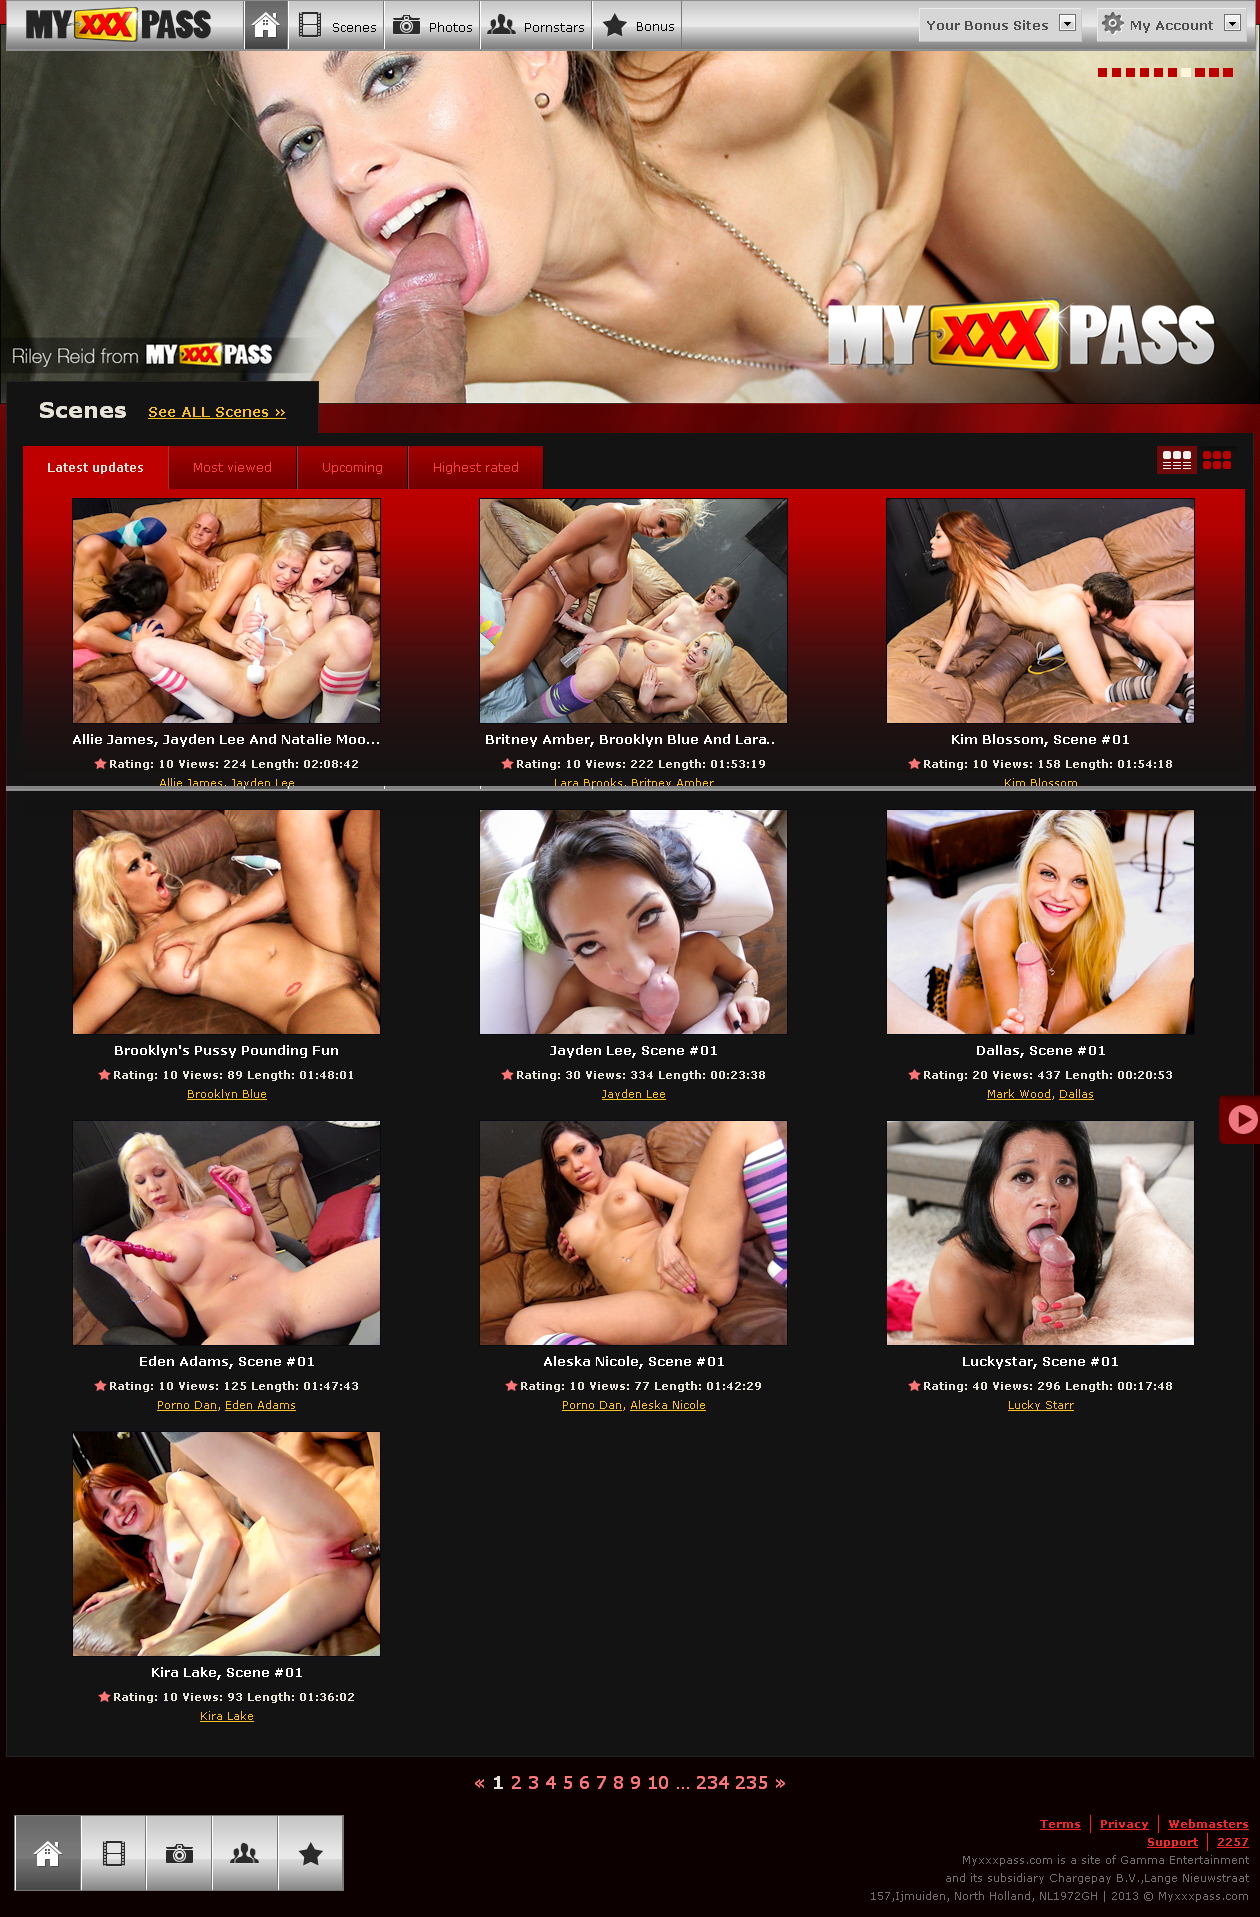 MY XXX PASS
Scenes
Photos
Pornstars
Bonus
Your Bonus Sites
My Account
MY XXX PASS
Riley Reid from MY XXX PASS
Scenes See ALL Scenes »
Latest updates
Most viewed
Upcoming
Highest rated
Allie James, Jayden Lee And Natalie Moo...
Rating: 10 Views: 224 Length: 02:08:42
Allie James, Jayden Lee
Britney Amber, Brooklyn Blue And Lara..
Rating: 10 Views: 222 Length: 01:53:19
Lara Brooks, Britney Amber
Kim Blossom, Scene #01
Rating: 10 Views: 158 Length: 01:54:18
Kim Blossom
Brooklyn's Pussy Pounding Fun
Rating: 10 Views: 89 Length: 01:48:01
Brooklyn Blue
Jayden Lee, Scene #01
Rating: 30 Views: 334 Length: 00:23:38
Jayden Lee
Dallas, Scene #01
Rating: 20 Views: 437 Length: 00:20:53
Mark Wood, Dallas
Eden Adams, Scene #01
Rating: 10 Views: 125 Length: 01:47:43
Porno Dan, Eden Adams
Aleska Nicole, Scene #01
Rating: 10 Views: 77 Length: 01:42:29
Porno Dan, Aleska Nicole
Luckystar, Scene #01
Rating: 40 Views: 296 Length: 00:17:48
Lucky Starr
Kira Lake, Scene #01
Rating: 10 Views: 93 Length: 01:36:02
Kira Lake
« 1 2 3 4 5 6 7 8 9 10 ... 234 235 »
Terms | Privacy | Webmasters
Support | 2257
Myxxxpass.com is a site of Gamma Entertainment
and its subsidiary Chargepay B.V.,Lange Nieuwstraat
157,Ijmuiden, North Holland, NL1972GH | 2013 © Myxxxpass.com